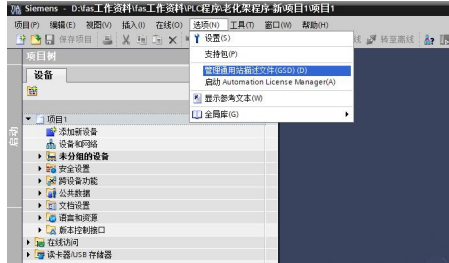 Siemens - D:\fas工作资料\fas工作资料\PLC程序\老化架程序 新\项目1\项目1
项目(P) 编辑(E) 视图(V) 插入(I) 在线(O) 选项(N) 工具(T) 窗口(W) 帮助(H)
保存项目 转至离线
设置(S)
支持包(P)
管理通用站描述文件(GSD) (D)
启动 Automation License Manager(A)
显示参考文本(W)
全局库(G)
项目树
设备
启动
项目1
添加新设备
设备和网络
未分组的设备
安全设置
跨设备功能
公共数据
文档设置
语言和资源
版本控制接口
在线访问
读卡器/USB 存储器